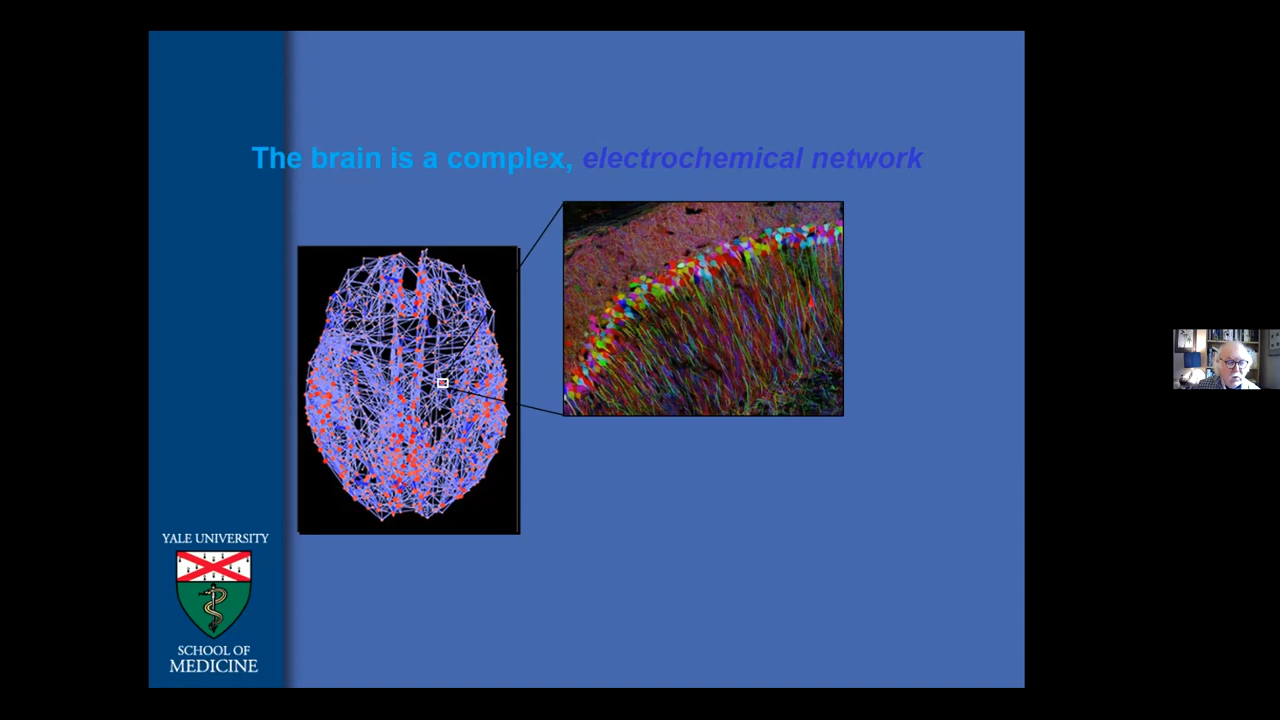 The brain is a complex, electrochemical network
YALE UNIVERSITY
SCHOOL OF
MEDICINE